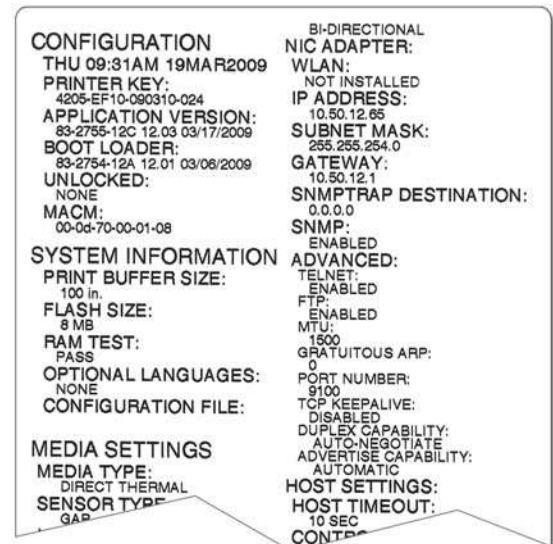 CONFIGURATION
THU 09:31AM 19MAR2009
PRINTER KEY:
4205-EF10-090310-024
APPLICATION VERSION:
83-2755-12C 12.03 03/17/2009
BOOT LOADER:
83-2754-12A 12.01 03/06/2009
UNLOCKED:
NONE
MACM:
00-0d-70-00-01-08
SYSTEM INFORMATION
PRINT BUFFER SIZE:
100 in.
FLASH SIZE:
8 MB
RAM TEST:
PASS
OPTIONAL LANGUAGES:
NONE
CONFIGURATION FILE:
MEDIA SETTINGS
MEDIA TYPE:
DIRECT THERMAL
SENSOR TYPE
GAP
BI-DIRECTIONAL
NIC ADAPTER:
WLAN:
NOT INSTALLED
IP ADDRESS:
10.50.12.65
SUBNET MASK:
255.255.254.0
GATEWAY:
10.50.12.1
SNMPTRAP DESTINATION:
0.0.0.0
SNMP:
ENABLED
ADVANCED:
TELNET:
ENABLED
FTP:
ENABLED
MTU:
1500
GRATUITOUS ARP:
0
PORT NUMBER:
9100
TCP KEEPALIVE:
DISABLED
DUPLEX CAPABILITY:
AUTO-NEGOTIATE
ADVERTISE CAPABILITY:
AUTOMATIC
HOST SETTINGS:
HOST TIMEOUT:
10 SEC